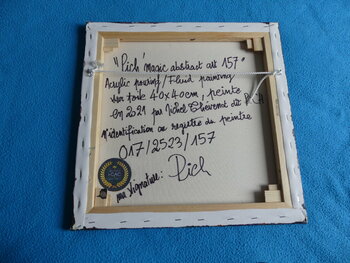 "Pich' magic abstract art 157"
Acrylic pouring / Fluid painting
sur toile 40x40cm, peinte
en 2021 par Michel Thévenot dit PICH
N° identification au registre du peintre
017/2523/157
ma signature: Pich